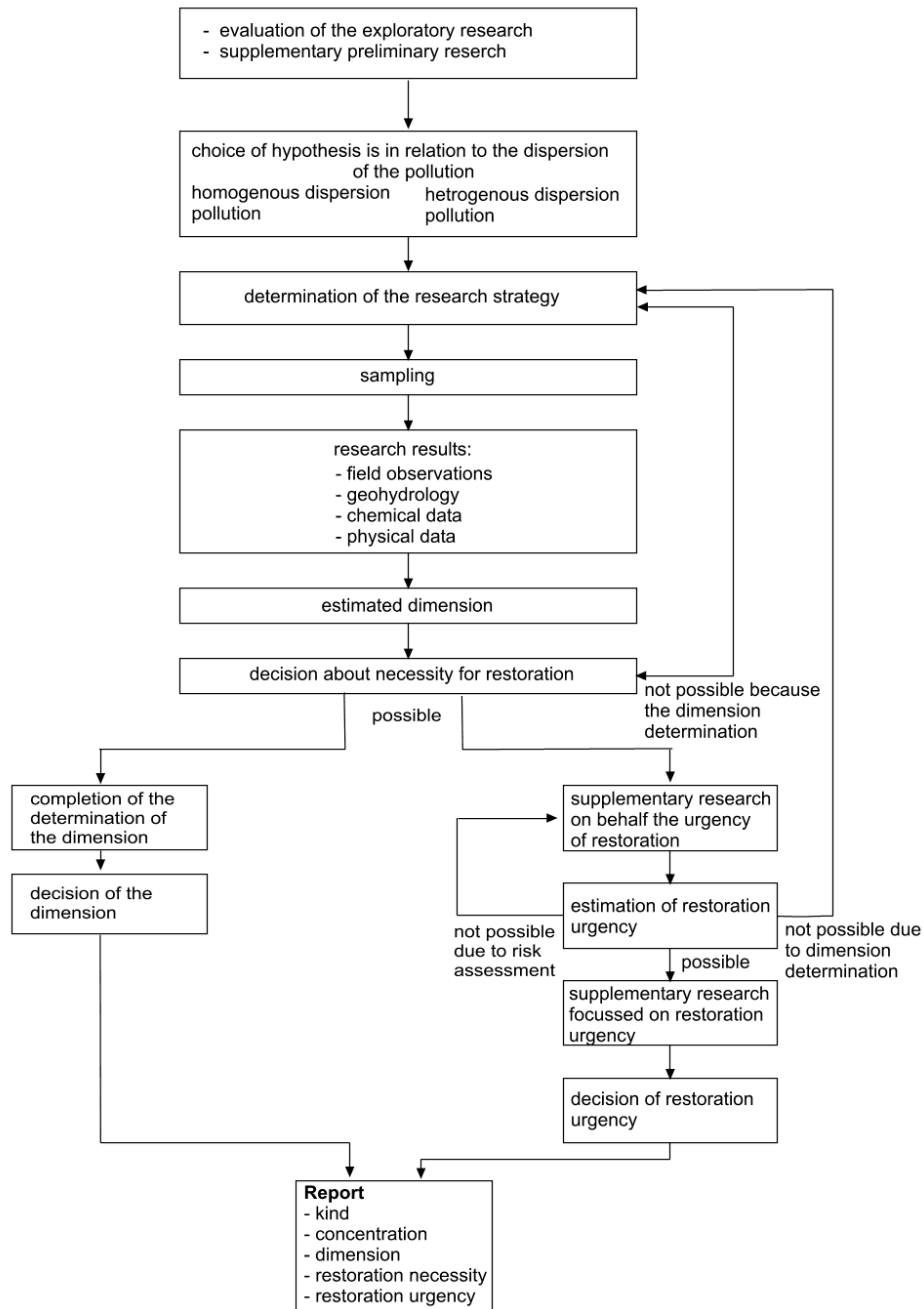 - evaluation of the exploratory research
- supplementary preliminary reserch
choice of hypothesis is in relation to the dispersion
of the pollution
homogenous dispersion
pollution
hetrogenous dispersion
pollution
determination of the research strategy
sampling
research results:
- field observations
- geohydrology
- chemical data
- physical data
estimated dimension
decision about necessity for restoration
possible
not possible because
the dimension
determination
completion of the
determination of
the dimension
decision of the
dimension
supplementary research
on behalf the urgency
of restoration
estimation of restoration
urgency
not possible
due to risk
assessment
not possible due
to dimension
determination
possible
supplementary research
focussed on restoration
urgency
decision of restoration
urgency
Report
- kind
- concentration
- dimension
- restoration necessity
- restoration urgency